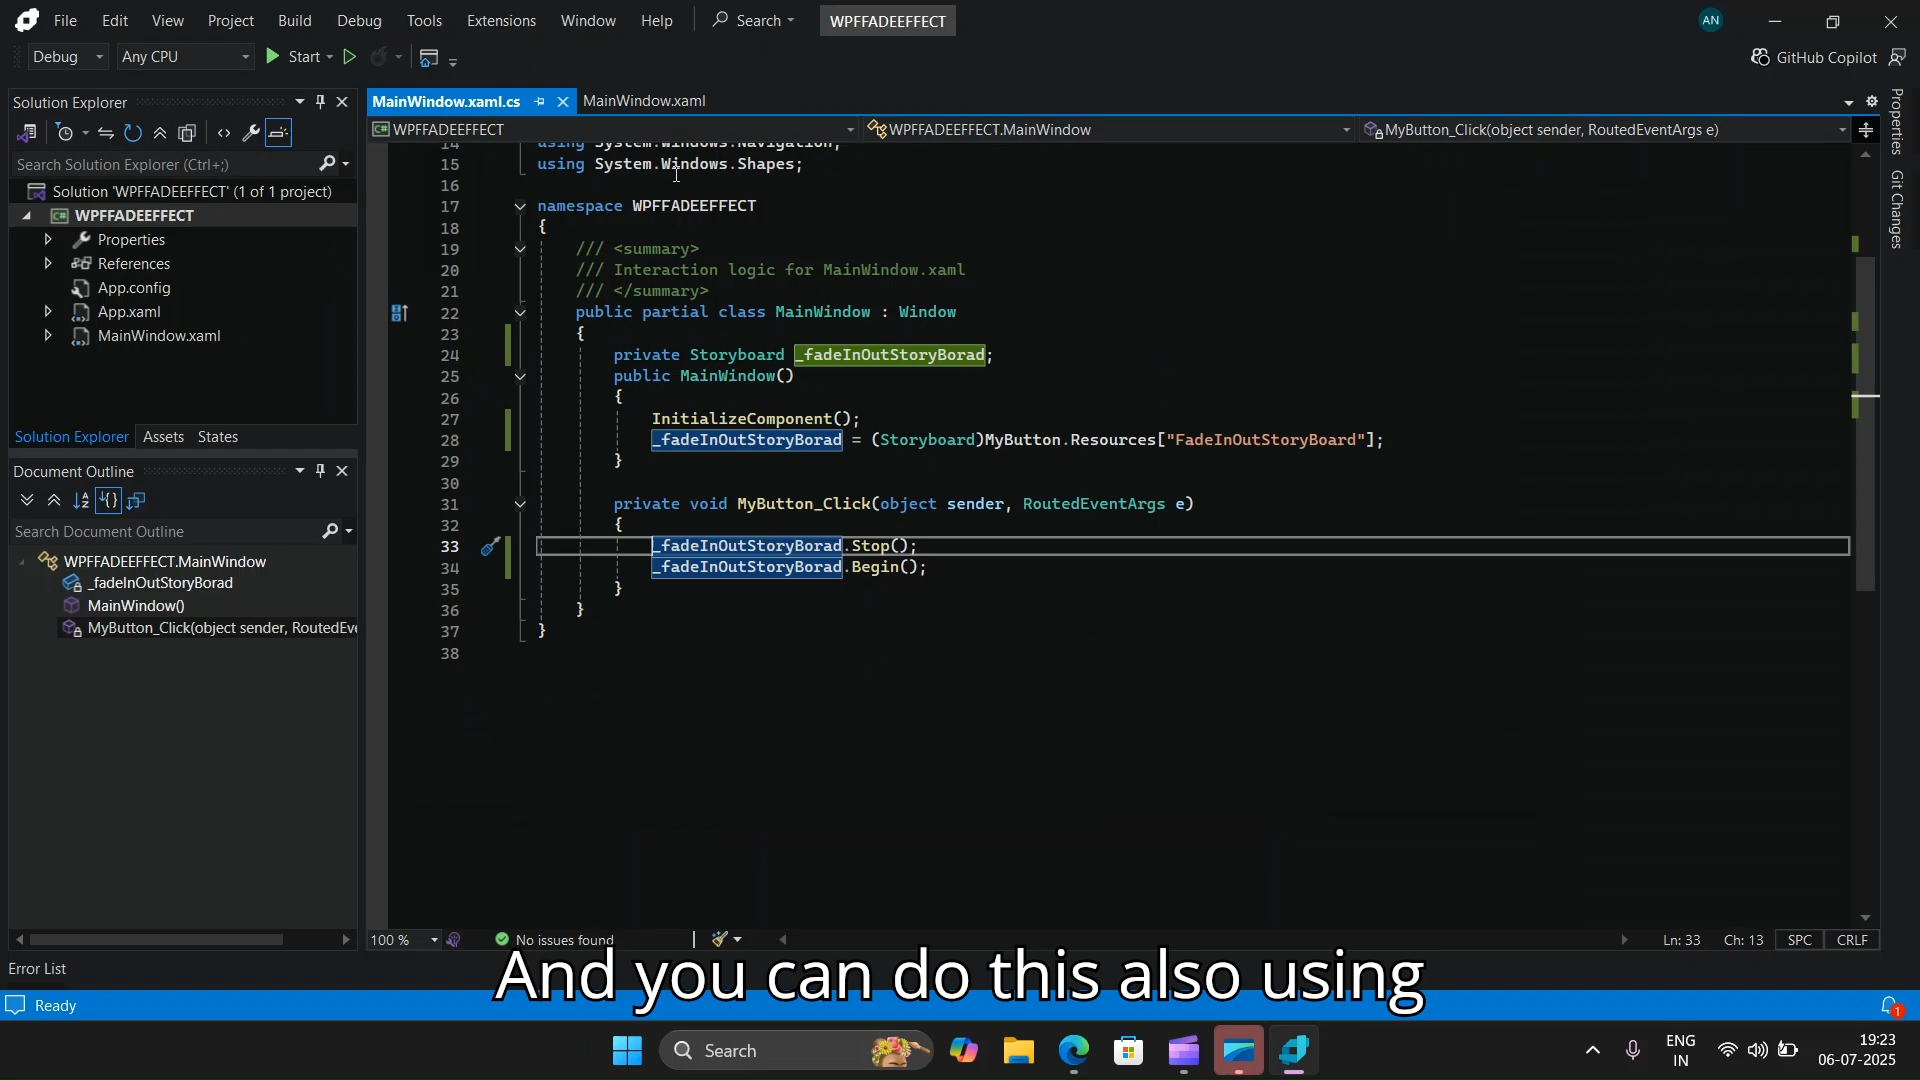 File Edit View Project Build Debug Tools Extensions Window Help Search WPFFADEEFFECT AN
Debug Any CPU Start GitHub Copilot
Solution Explorer
Search Solution Explorer (Ctrl+;)
Solution 'WPFFADEEFFECT' (1 of 1 project)
WPFFADEEFFECT
Properties
References
App.config
App.xaml
MainWindow.xaml
Solution Explorer Assets States
Document Outline
Search Document Outline
WPFFADEEFFECT.MainWindow
_fadeInOutStoryBorad
MainWindow()
MyButton_Click(object sender, RoutedEve
MainWindow.xaml.cs MainWindow.xaml
WPFFADEEFFECT WPFFADEEFFECT.MainWindow MyButton_Click(object sender, RoutedEventArgs e)
14 using System.Windows.Navigation;
15 using System.Windows.Shapes;
16
17 namespace WPFFADEEFFECT
18 {
19 /// <summary>
20 /// Interaction logic for MainWindow.xaml
21 /// </summary>
22 public partial class MainWindow : Window
23 {
24 private Storyboard _fadeInOutStoryBorad;
25 public MainWindow()
26 {
27 InitializeComponent();
28 _fadeInOutStoryBorad = (Storyboard)MyButton.Resources["FadeInOutStoryBoard"];
29 }
30
31 private void MyButton_Click(object sender, RoutedEventArgs e)
32 {
33 _fadeInOutStoryBorad.Stop();
34 _fadeInOutStoryBorad.Begin();
35 }
36 }
37 }
38
100 % No issues found Ln: 33 Ch: 13 SPC CRLF
Properties
Git Changes
Error List
And you can do this also using
Ready 1
Search
ENG
IN
19:23
06-07-2025